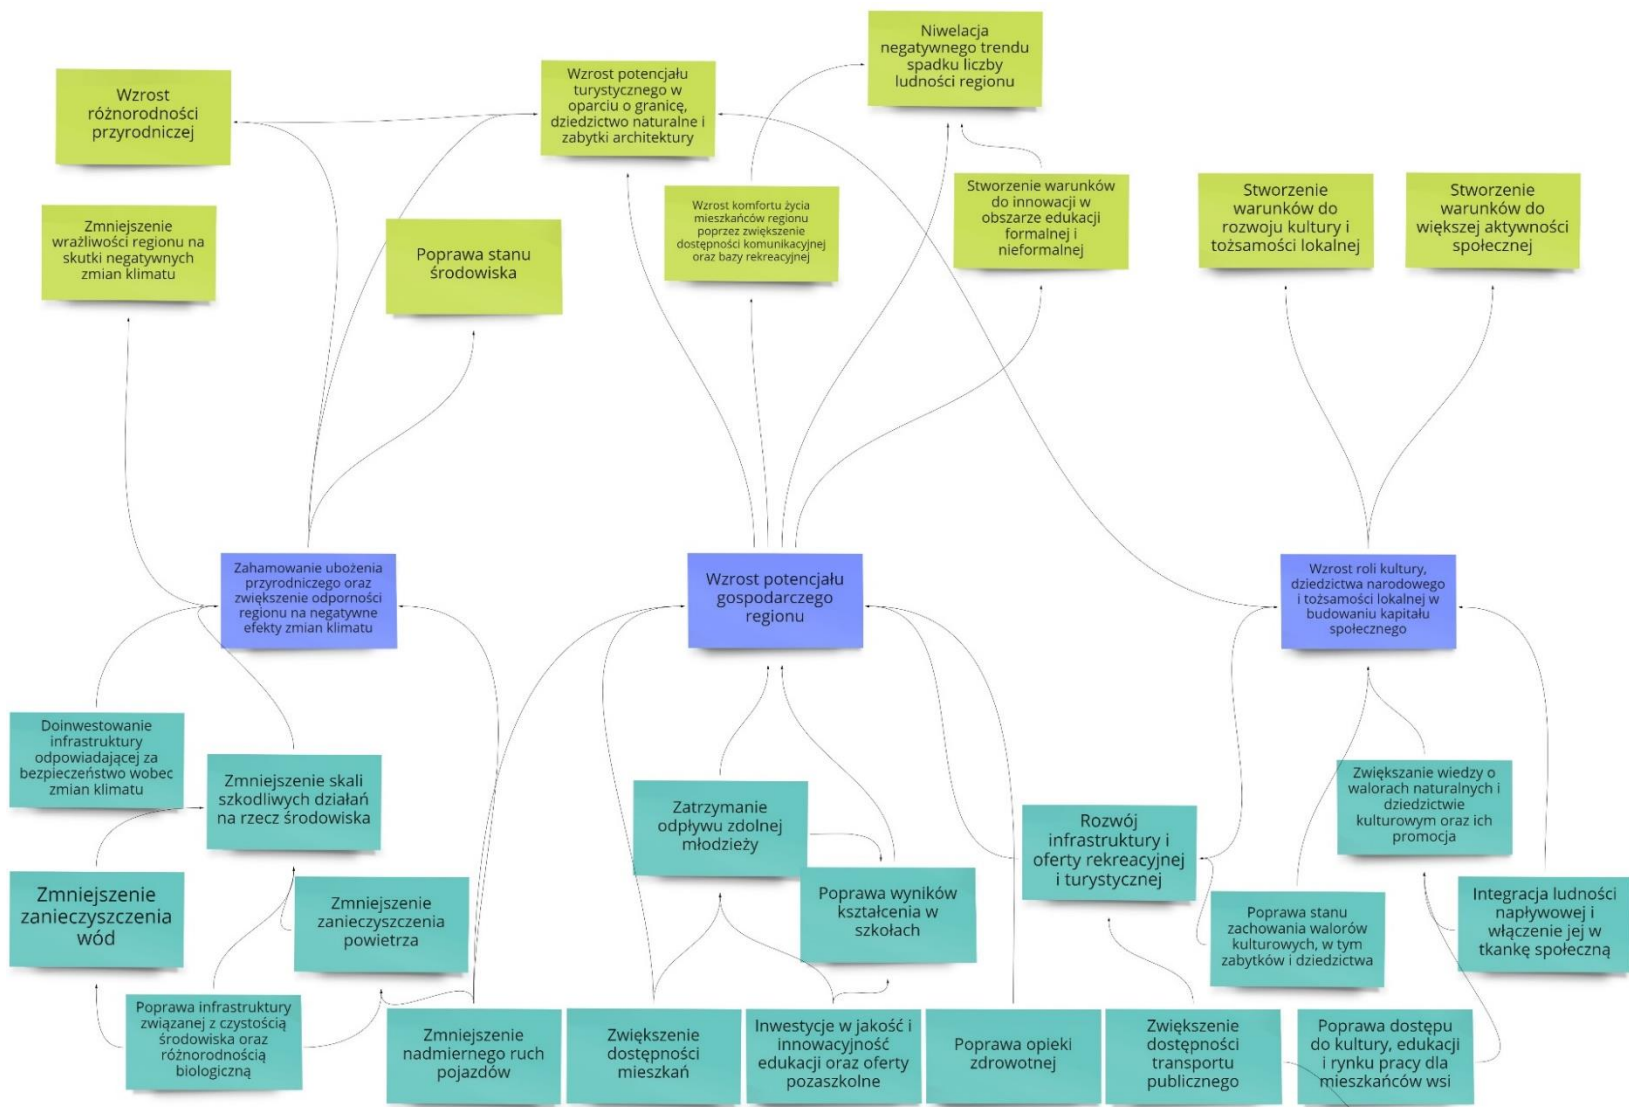 Niwelacja
negatywnego trendu
spadku liczby
ludności regionu
Wzrost
różnorodności
przyrodniczej
Wzrost potencjału
turystycznego w
oparciu o granicę,
dziedzictwo naturalne i
zabytki architektury
Zmniejszenie
wrażliwości regionu na
skutki negatywnych
zmian klimatu
Poprawa stanu
środowiska
Wzrost komfortu życia
mieszkańców regionu
poprzez zwiększenie
dostępności komunikacyjnej
oraz bazy rekreacyjnej
Stworzenie warunków
do innowacji w
obszarze edukacji
formalnej i
nieformalnej
Stworzenie
warunków do
rozwoju kultury i
tożsamości lokalnej
Stworzenie
warunków do
większej aktywności
społecznej
Zahamowanie ubożenia
przyrodniczego oraz
zwiększenie odporności
regionu na negatywne
efekty zmian klimatu
Wzrost potencjału
gospodarczego
regionu
Wzrost roli kultury,
dziedzictwa narodowego
i tożsamości lokalnej w
budowaniu kapitału
społecznego
Doinwestowanie
infrastruktury
odpowiadającej za
bezpieczeństwo wobec
zmian klimatu
Zmniejszenie skali
szkodliwych działań
na rzecz środowiska
Zatrzymanie
odpływu zdolnej
młodzieży
Rozwój
infrastruktury i
oferty rekreacyjnej
i turystycznej
Zwiększanie wiedzy o
walorach naturalnych i
dziedzictwie
kulturowym oraz ich
promocja
Zmniejszenie
zanieczyszczenia
wód
Zmniejszenie
zanieczyszczenia
powietrza
Poprawa wyników
kształcenia w
szkołach
Poprawa stanu
zachowania walorów
kulturowych, w tym
zabytków i dziedzictwa
Integracja ludności
napływowej i
włączenie jej w
tkankę społeczną
Poprawa infrastruktury
związanej z czystością
środowiska oraz
różnorodnością
biologiczną
Zmniejszenie
nadmiernego ruch
pojazdów
Zwiększenie
dostępności
mieszkań
Inwestycje w jakość i
innowacyjność
edukacji oraz oferty
pozaszkolne
Poprawa opieki
zdrowotnej
Zwiększenie
dostępności
transportu
publicznego
Poprawa dostępu
do kultury, edukacji
i rynku pracy dla
mieszkańców wsi